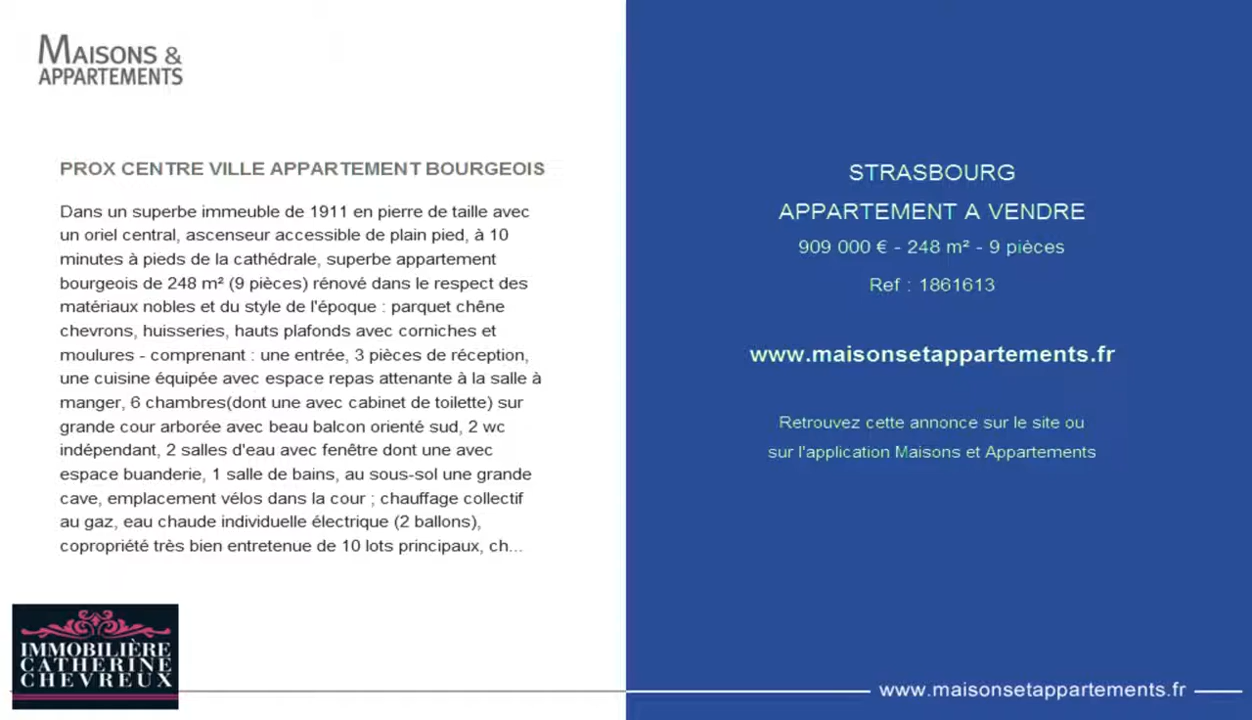 MAISONS &
APPARTEMENTS
PROX CENTRE VILLE APPARTEMENT BOURGEOIS
Dans un superbe immeuble de 1911 en pierre de taille avec
un oriel central, ascenseur accessible de plain pied, à 10
minutes à pieds de la cathédrale, superbe appartement
bourgeois de 248 m² (9 pièces) rénové dans le respect des
matériaux nobles et du style de l'époque : parquet chêne
chevrons, huisseries, hauts plafonds avec corniches et
moulures - comprenant : une entrée, 3 pièces de réception,
une cuisine équipée avec espace repas attenante à la salle à
manger, 6 chambres(dont une avec cabinet de toilette) sur
grande cour arborée avec beau balcon orienté sud, 2 wc
indépendant, 2 salles d'eau avec fenêtre dont une avec
espace buanderie, 1 salle de bains, au sous-sol une grande
cave, emplacement vélos dans la cour ; chauffage collectif
au gaz, eau chaude individuelle électrique (2 ballons),
copropriété très bien entretenue de 10 lots principaux, ch...
IMMOBILIÈRE
CATHERINE
CHEVREUX
STRASBOURG
APPARTEMENT A VENDRE
909 000 € - 248 m² - 9 pièces
Ref : 1861613
www.maisonsetappartements.fr
Retrouvez cette annonce sur le site ou
sur l'application Maisons et Appartements
www.maisonsetappartements.fr